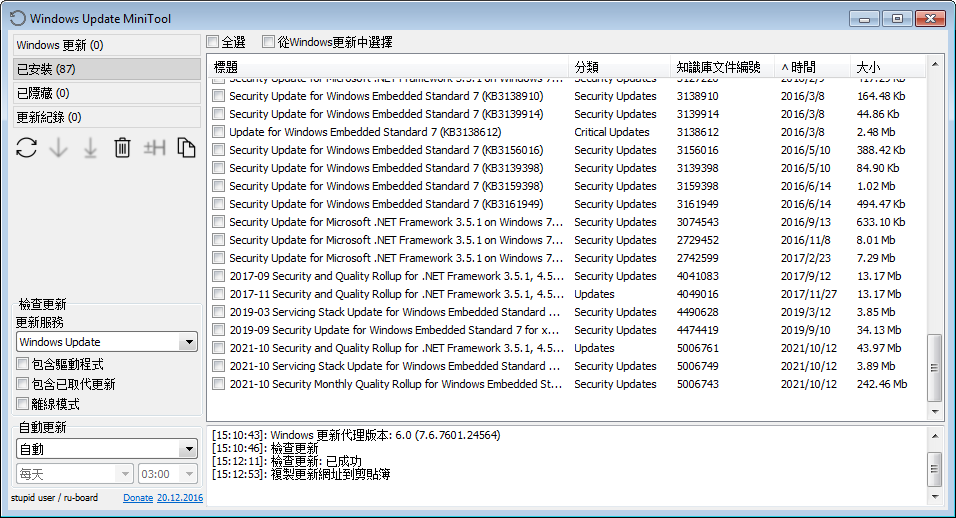 Windows Update MiniTool
Windows 更新 (0)
已安裝 (87)
已隱藏 (0)
更新紀錄 (0)
全選 從Windows更新中選擇
標題 分類 知識庫文件編號 ^ 時間 大小
Security Update for Microsoft .NET Framework 3.5.1 on Windows 7... Security Updates 3127220 2016/2/9 417.29 Kb
Security Update for Windows Embedded Standard 7 (KB3138910) Security Updates 3138910 2016/3/8 164.48 Kb
Security Update for Windows Embedded Standard 7 (KB3139914) Security Updates 3139914 2016/3/8 44.86 Kb
Update for Windows Embedded Standard 7 (KB3138612) Critical Updates 3138612 2016/3/8 2.48 Mb
Security Update for Windows Embedded Standard 7 (KB3156016) Security Updates 3156016 2016/5/10 388.42 Kb
Security Update for Windows Embedded Standard 7 (KB3139398) Security Updates 3139398 2016/5/10 84.90 Kb
Security Update for Windows Embedded Standard 7 (KB3159398) Security Updates 3159398 2016/6/14 1.02 Mb
Security Update for Windows Embedded Standard 7 (KB3161949) Security Updates 3161949 2016/6/14 494.47 Kb
Security Update for Microsoft .NET Framework 3.5.1 on Windows 7... Security Updates 3074543 2016/9/13 633.10 Kb
Security Update for Microsoft .NET Framework 3.5.1 on Windows 7... Security Updates 2729452 2016/11/8 8.01 Mb
Security Update for Microsoft .NET Framework 3.5.1 on Windows 7... Security Updates 2742599 2017/2/23 7.29 Mb
2017-09 Security and Quality Rollup for .NET Framework 3.5.1, 4.5... Security Updates 4041083 2017/9/12 13.17 Mb
2017-11 Security and Quality Rollup for .NET Framework 3.5.1, 4.5... Updates 4049016 2017/11/27 13.17 Mb
2019-03 Servicing Stack Update for Windows Embedded Standard ... Security Updates 4490628 2019/3/12 3.85 Mb
2019-09 Security Update for Windows Embedded Standard 7 for x... Security Updates 4474419 2019/9/10 34.13 Mb
2021-10 Security and Quality Rollup for .NET Framework 3.5.1, 4.5... Updates 5006761 2021/10/12 43.97 Mb
2021-10 Servicing Stack Update for Windows Embedded Standard ... Security Updates 5006749 2021/10/12 3.89 Mb
2021-10 Security Monthly Quality Rollup for Windows Embedded St... Security Updates 5006743 2021/10/12 242.46 Mb
檢查更新
更新服務
Windows Update
包含驅動程式
包含已取代更新
離線模式
自動更新
自動
每天 03:00
stupid user / ru-board Donate 20.12.2016
[15:10:43]: Windows 更新代理版本: 6.0 (7.6.7601.24564)
[15:10:46]: 檢查更新
[15:12:11]: 檢查更新: 已成功
[15:12:53]: 複製更新網址到剪貼簿